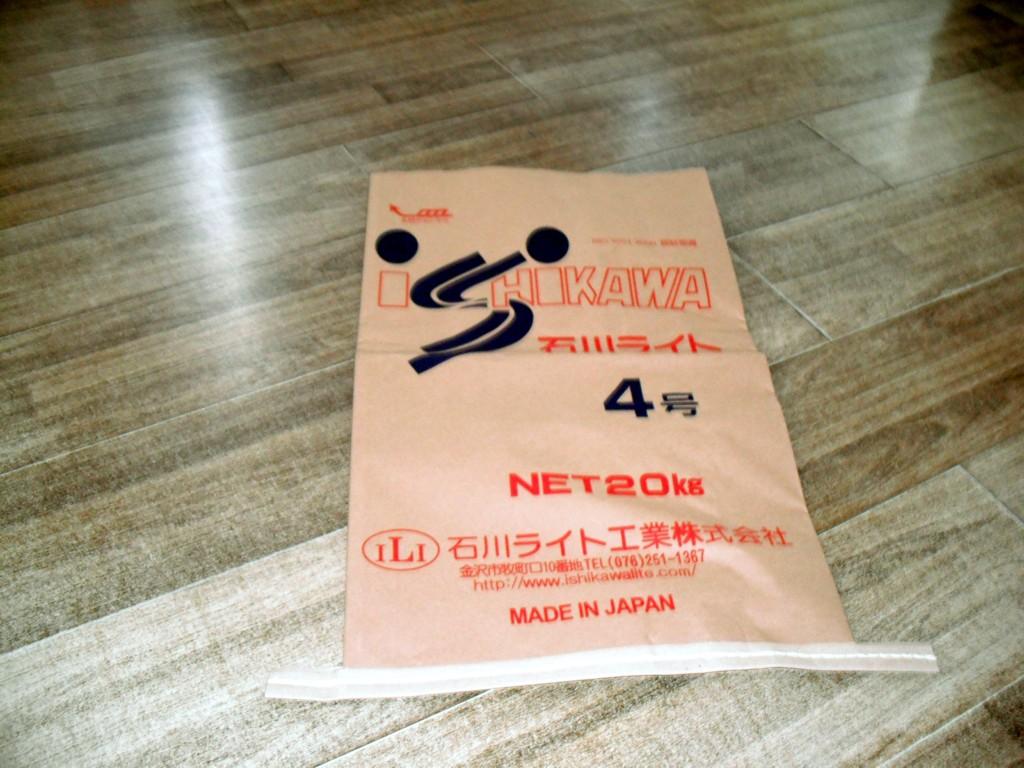 ISHIKAWA
石川ライト
4号
NET20kg
ILI 石川ライト工業株式会社
金沢市牧町口10番地TEL(076)251-1367
http://www.ishikawalite.com/
MADE IN JAPAN